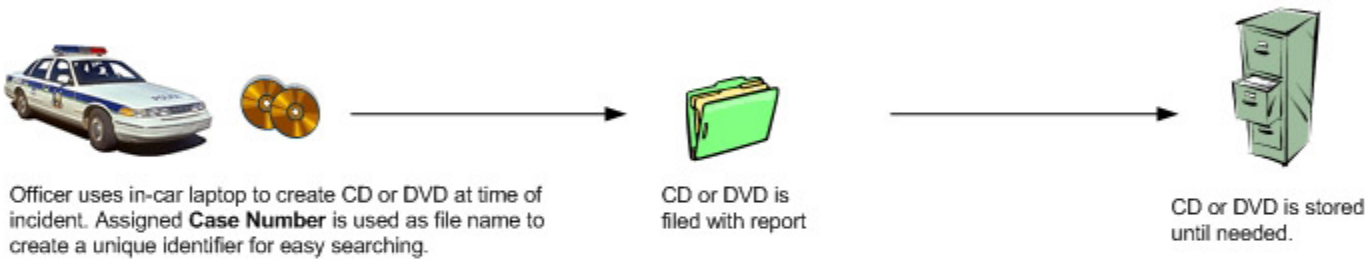 Officer uses in-car laptop to create CD or DVD at time of
incident. Assigned Case Number is used as file name to
create a unique identifier for easy searching.
CD or DVD is
filed with report
CD or DVD is stored
until needed.